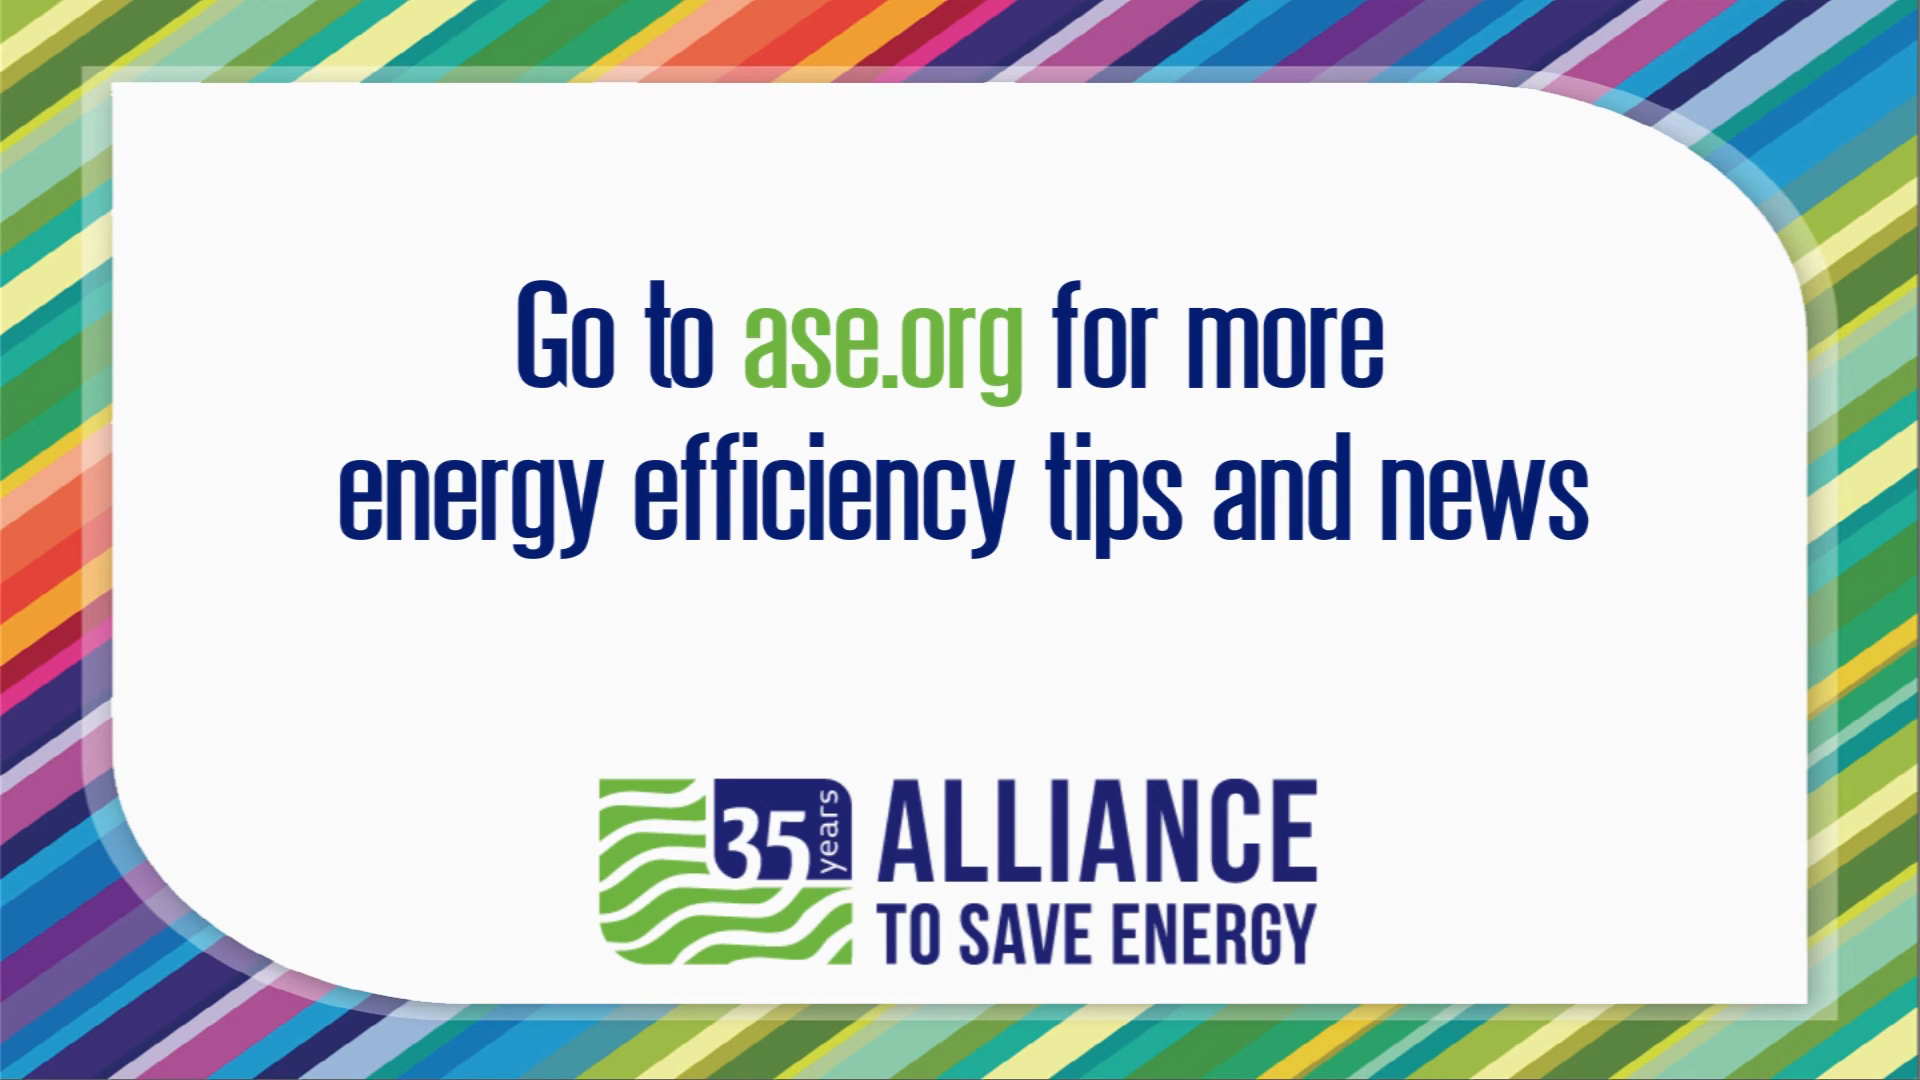 Go to ase.org for more
energy efficiency tips and news
35 years
ALLIANCE
TO SAVE ENERGY